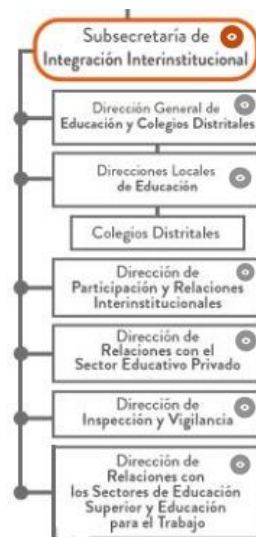 Subsecretaría de
Integración Interinstitucional
Dirección General de
Educación y Colegios Distritales
Direcciones Locales
de Educación
Colegios Distritales
Dirección de
Participación y Relaciones
Interinstitucionales
Dirección de
Relaciones con el
Sector Educativo Privado
Dirección de
Inspección y Vigilancia
Dirección de
Relaciones con
los Sectores de Educación
Superior y Educación
para el Trabajo